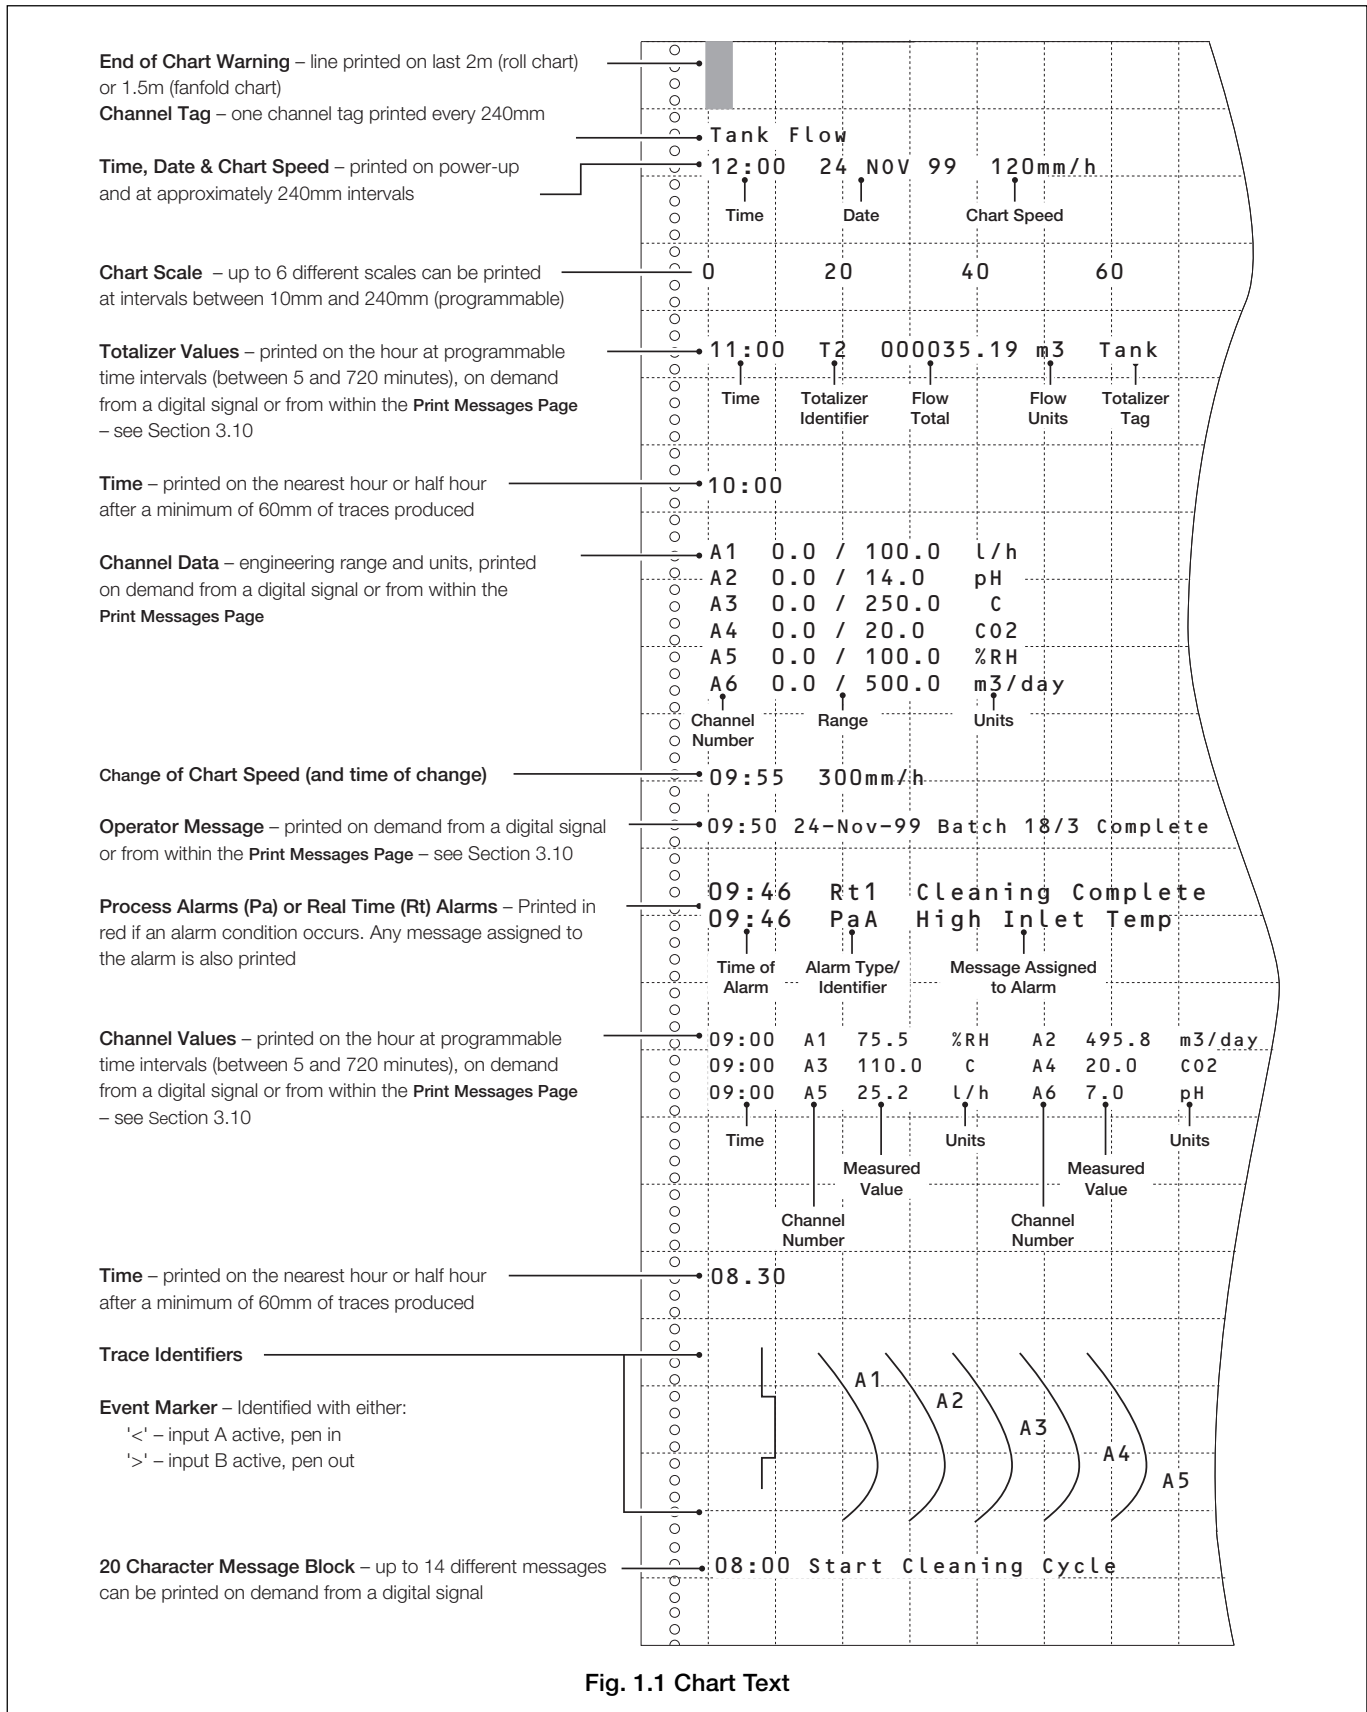 End of Chart Warning – line printed on last 2m (roll chart)
or 1.5m (fanfold chart)
Channel Tag – one channel tag printed every 240mm
Tank Flow
Time, Date & Chart Speed – printed on power-up
and at approximately 240mm intervals
12:00 24 NOV 99 120mm/h
Time Date Chart Speed
Chart Scale – up to 6 different scales can be printed
at intervals between 10mm and 240mm (programmable)
0 20 40 60
Totalizer Values – printed on the hour at programmable
time intervals (between 5 and 720 minutes), on demand
from a digital signal or from within the Print Messages Page
– see Section 3.10
11:00 T2 000035.19 m3 Tank
Time Totalizer Flow Flow Totalizer
Identifier Total Units Tag
Time – printed on the nearest hour or half hour
after a minimum of 60mm of traces produced
10:00
Channel Data – engineering range and units, printed
on demand from a digital signal or from within the
Print Messages Page
A1 0.0 / 100.0 l/h
A2 0.0 / 14.0 pH
A3 0.0 / 250.0 C
A4 0.0 / 20.0 CO2
A5 0.0 / 100.0 %RH
A6 0.0 / 500.0 m3/day
Channel Range Units
Number
Change of Chart Speed (and time of change)
09:55 300mm/h
Operator Message – printed on demand from a digital signal
or from within the Print Messages Page – see Section 3.10
09:50 24-Nov-99 Batch 18/3 Complete
Process Alarms (Pa) or Real Time (Rt) Alarms – Printed in
red if an alarm condition occurs. Any message assigned to
the alarm is also printed
09:46 Rt1 Cleaning Complete
09:46 PaA High Inlet Temp
Time of Alarm Type/ Message Assigned
Alarm Identifier to Alarm
Channel Values – printed on the hour at programmable
time intervals (between 5 and 720 minutes), on demand
from a digital signal or from within the Print Messages Page
– see Section 3.10
09:00 A1 75.5 %RH A2 495.8 m3/day
09:00 A3 110.0 C A4 20.0 CO2
09:00 A5 25.2 l/h A6 7.0 pH
Time Units Units
Measured Measured
Value Value
Channel Channel
Number Number
Time – printed on the nearest hour or half hour
after a minimum of 60mm of traces produced
08.30
Trace Identifiers
A1
A2
A3
A4
A5
Event Marker – Identified with either:
'<' – input A active, pen in
'>' – input B active, pen out
20 Character Message Block – up to 14 different messages
can be printed on demand from a digital signal
08:00 Start Cleaning Cycle
Fig. 1.1 Chart Text